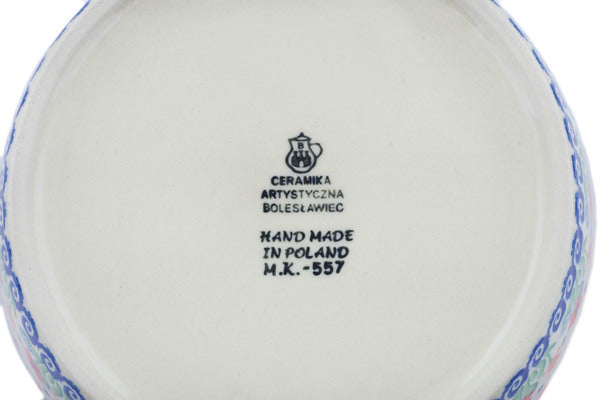 B
CERAMIKA
ARTYSTYCZNA
BOLESŁAWIEC
HAND MADE
IN POLAND
M.K.-557